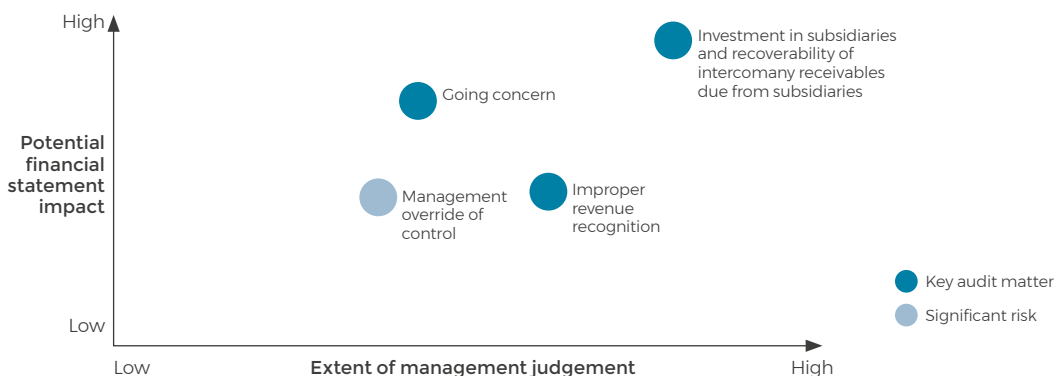 High
Potential
financial
statement
impact
Low
Investment in subsidiaries
and recoverability of
intercomany receivables
due from subsidiaries
Going concern
Management
override of
control
Improper
revenue
recognition
Key audit matter
Significant risk
Low
Extent of management judgement
High